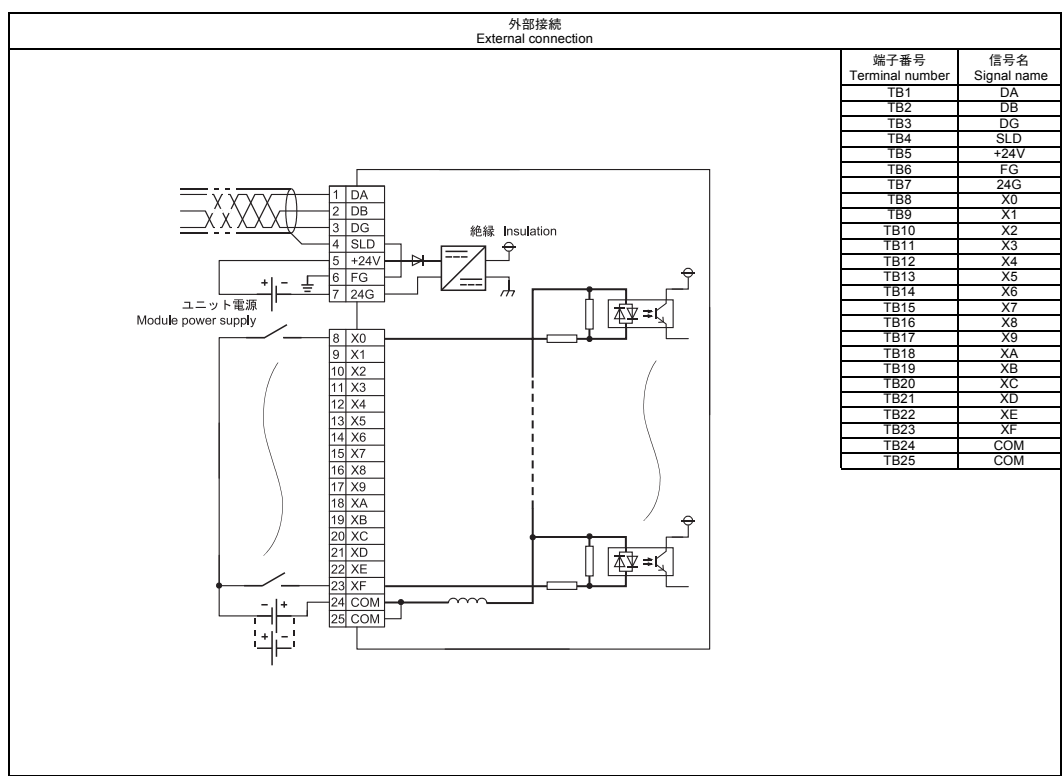 外部接続
External connection
端子番号 信号名
Terminal number Signal name
TB1 DA
TB2 DB
TB3 DG
TB4 SLD
TB5 +24V
TB6 FG
TB7 24G
TB8 X0
TB9 X1
TB10 X2
TB11 X3
TB12 X4
TB13 X5
TB14 X6
TB15 X7
TB16 X8
TB17 X9
TB18 XA
TB19 XB
TB20 XC
TB21 XD
TB22 XE
TB23 XF
TB24 COM
TB25 COM
1 DA
2 DB
3 DG
4 SLD
5 +24V
6 FG
7 24G
絶縁 Insulation
+ −
ユニット電源
Module power supply
8 X0
9 X1
10 X2
11 X3
12 X4
13 X5
14 X6
15 X7
16 X8
17 X9
18 XA
19 XB
20 XC
21 XD
22 XE
23 XF
24 COM
25 COM
− +
+ −